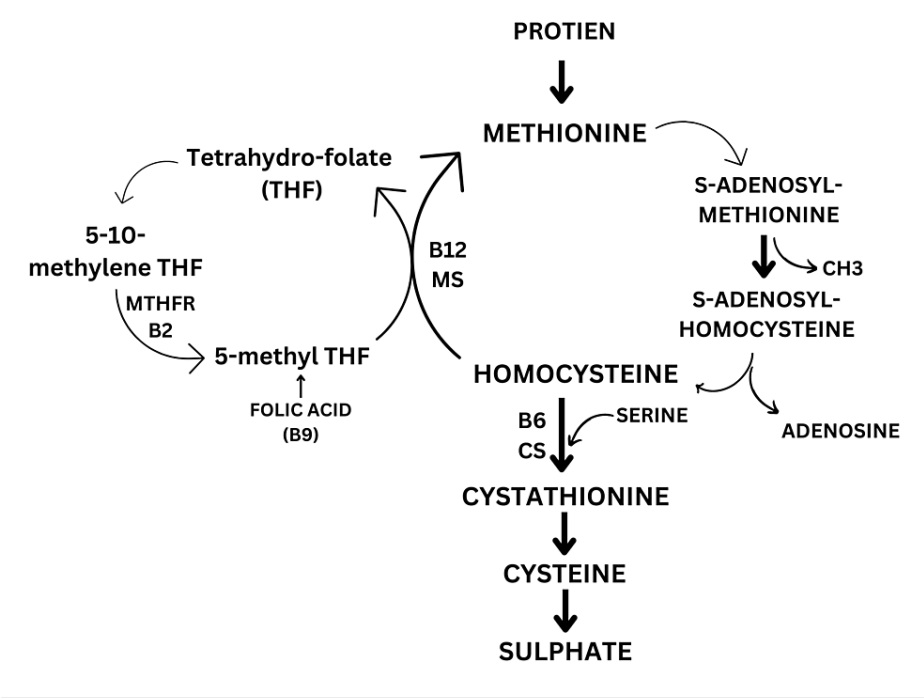 PROTIEN
METHIONINE
Tetrahydro-folate
(THF)
S-ADENOSYL-
METHIONINE
5-10-
methylene THF
B12
MS
CH3
MTHFR
B2
S-ADENOSYL-
HOMOCYSTEINE
5-methyl THF
HOMOCYSTEINE
FOLIC ACID
(B9)
B6
CS
SERINE
ADENOSINE
CYSTATHIONINE
CYSTEINE
SULPHATE